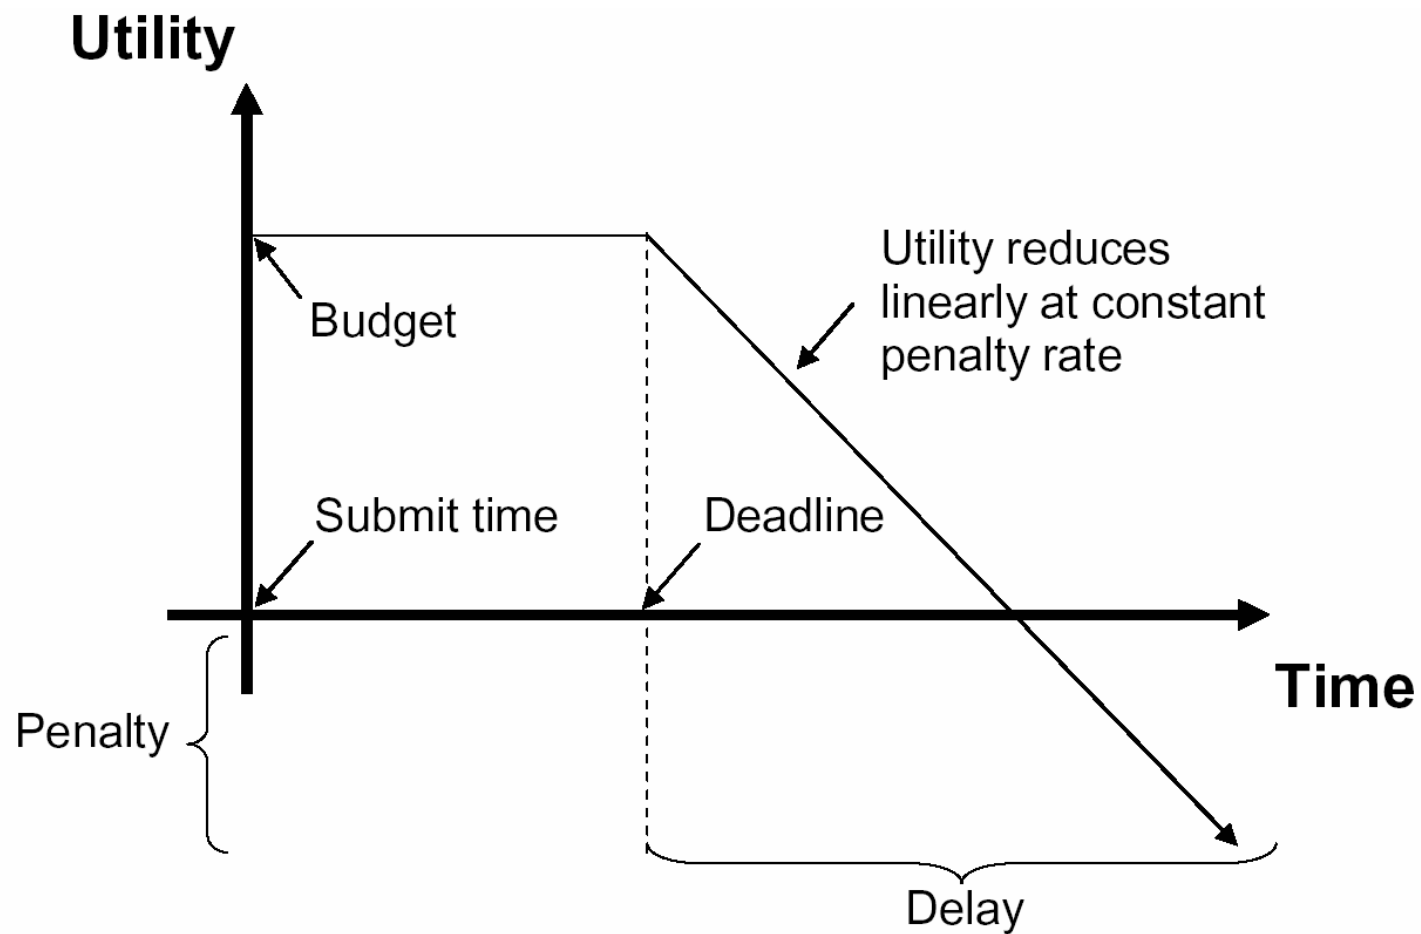 Utility
Utility reduces
linearly at constant
penalty rate
Budget
Submit time
Deadline
Time
Penalty
Delay